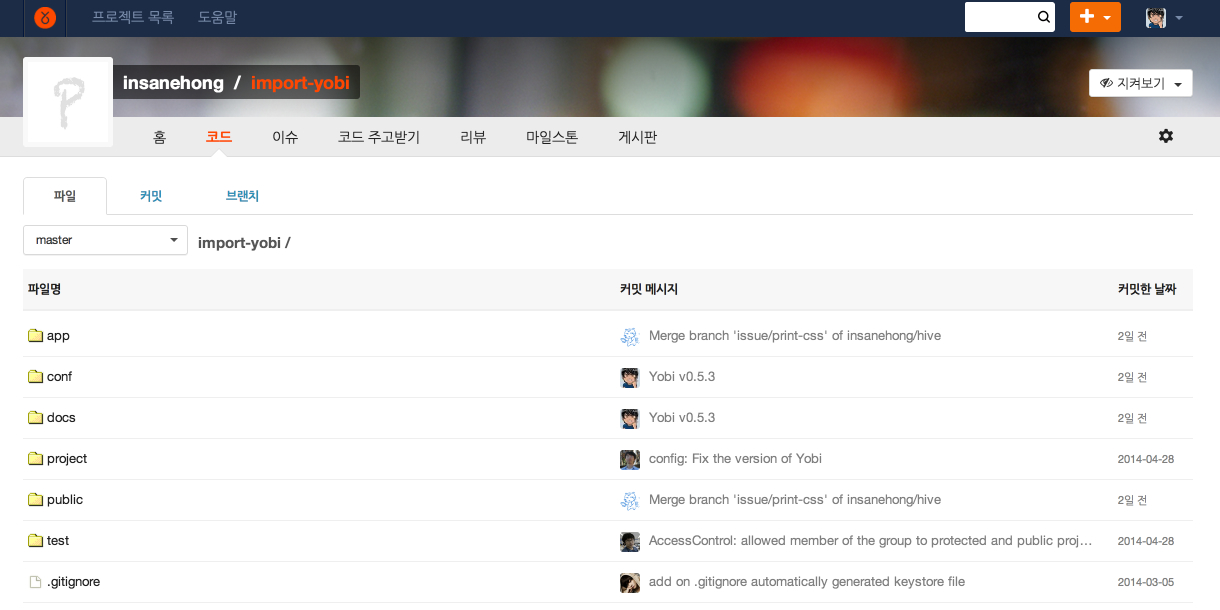 프로젝트 목록 도움말
insanehong / import-yobi
지켜보기
홈 코드 이슈 코드 주고받기 리뷰 마일스톤 게시판
파일 커밋 브랜치
master import-yobi /
파일명 커밋 메시지 커밋한 날짜
app Merge branch 'issue/print-css' of insanehong/hive 2일 전
conf Yobi v0.5.3 2일 전
docs Yobi v0.5.3 2일 전
project config: Fix the version of Yobi 2014-04-28
public Merge branch 'issue/print-css' of insanehong/hive 2일 전
test AccessControl: allowed member of the group to protected and public proj… 2014-04-28
.gitignore add on .gitignore automatically generated keystore file 2014-03-05